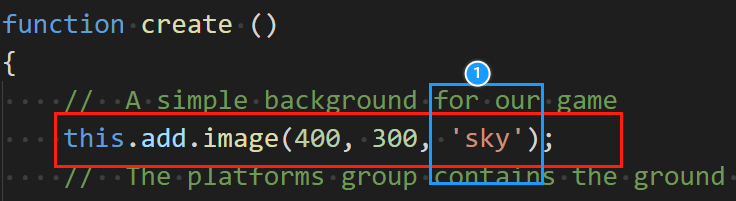 function create ()
{
//  A simple background for our game
1
this.add.image(400, 300, 'sky');
//  The platforms group contains the ground